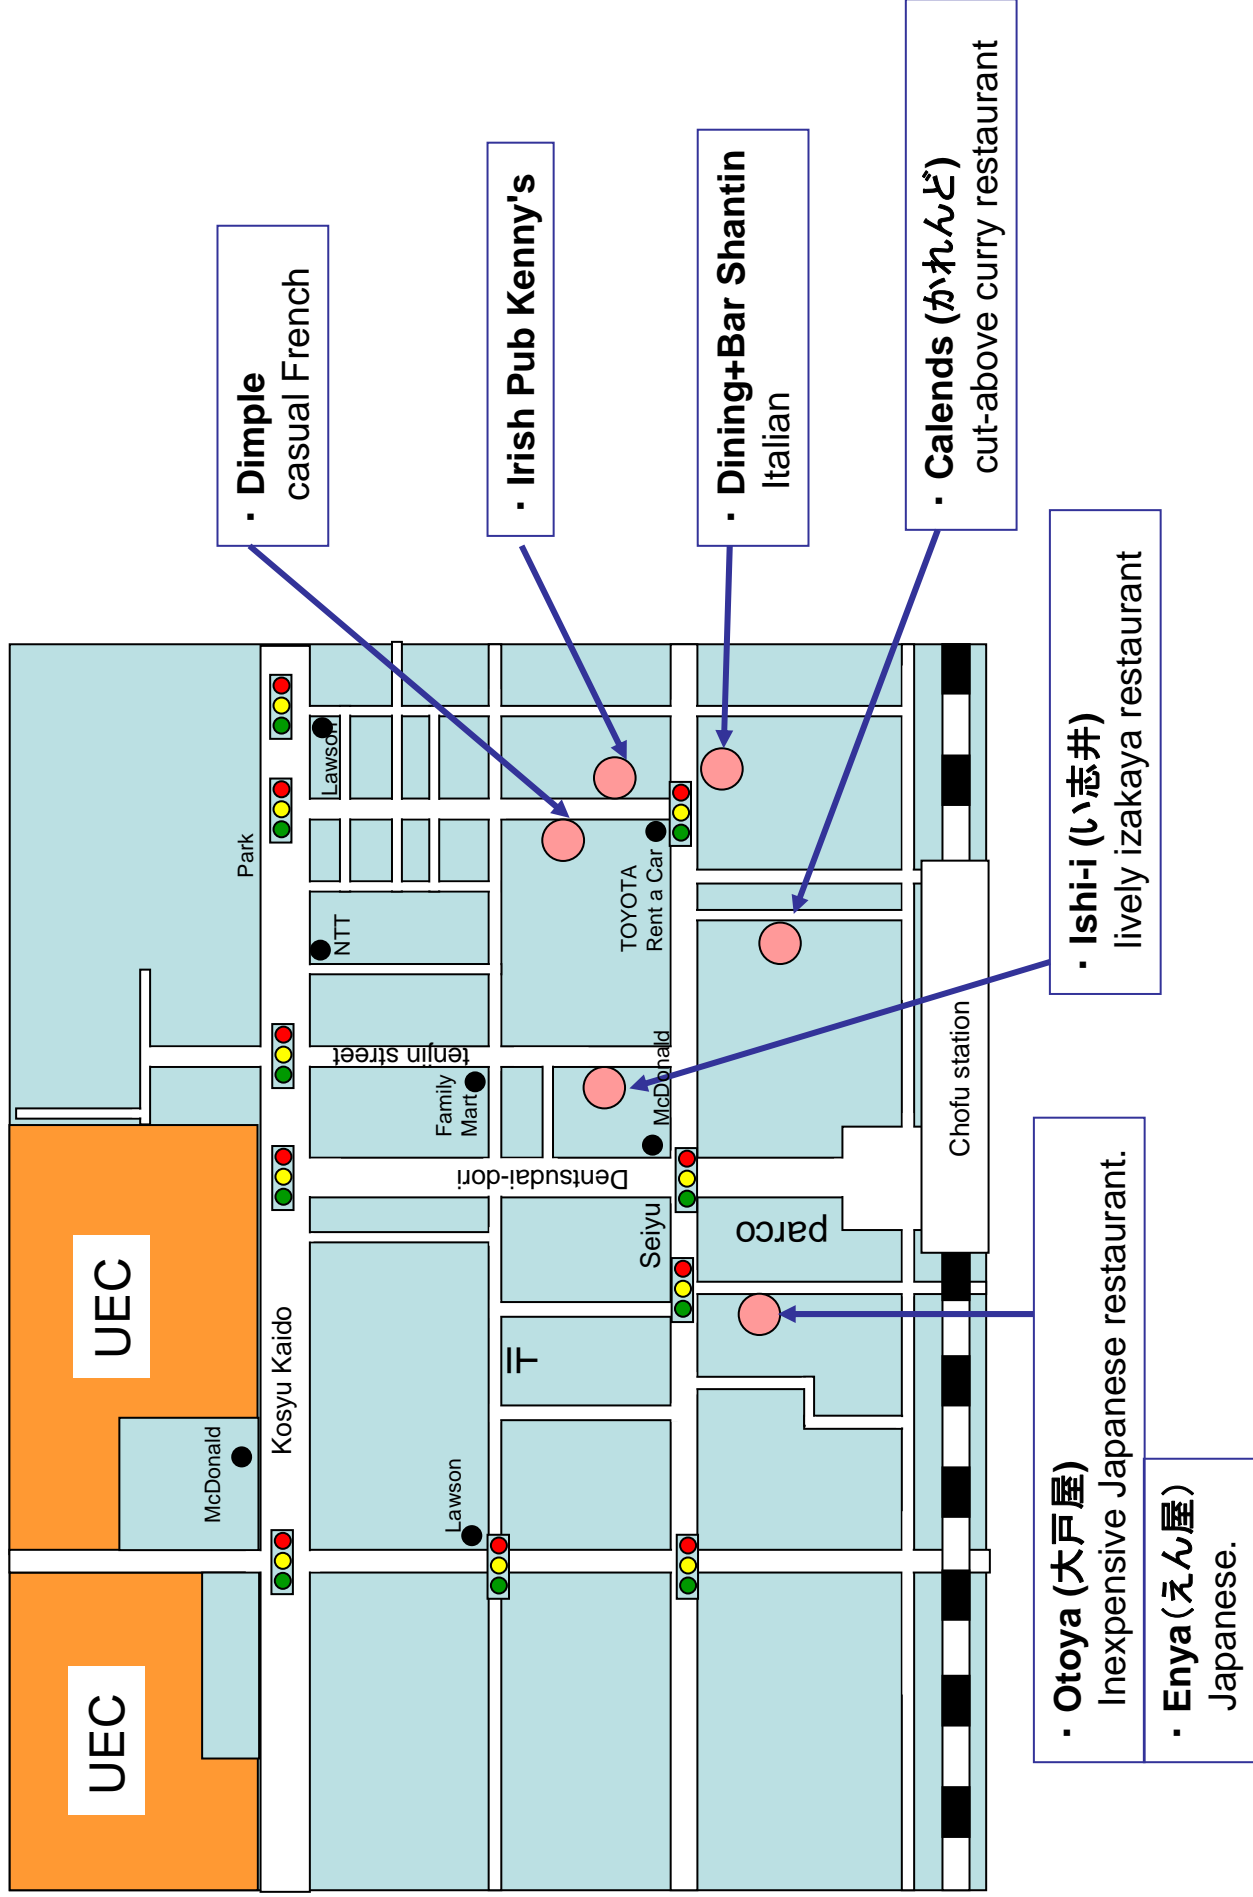 UEC
UEC
McDonald
Park
Kosyu Kaido
Lawson
NTT
tenjin street
Family
Mart
Lawson
Dentsudai-dori
〒
Seiyu
McDonald
TOYOTA
Rent a Car
parco
Chofu station
・Dimple
casual French
・Irish Pub Kenny's
・Dining+Bar Shantin
Italian
・Calends (かれんど)
cut-above curry restaurant
・Ishi-i (い志井)
lively izakaya restaurant
・Otoya (大戸屋)
Inexpensive Japanese restaurant.
・Enya(えん屋)
Japanese.